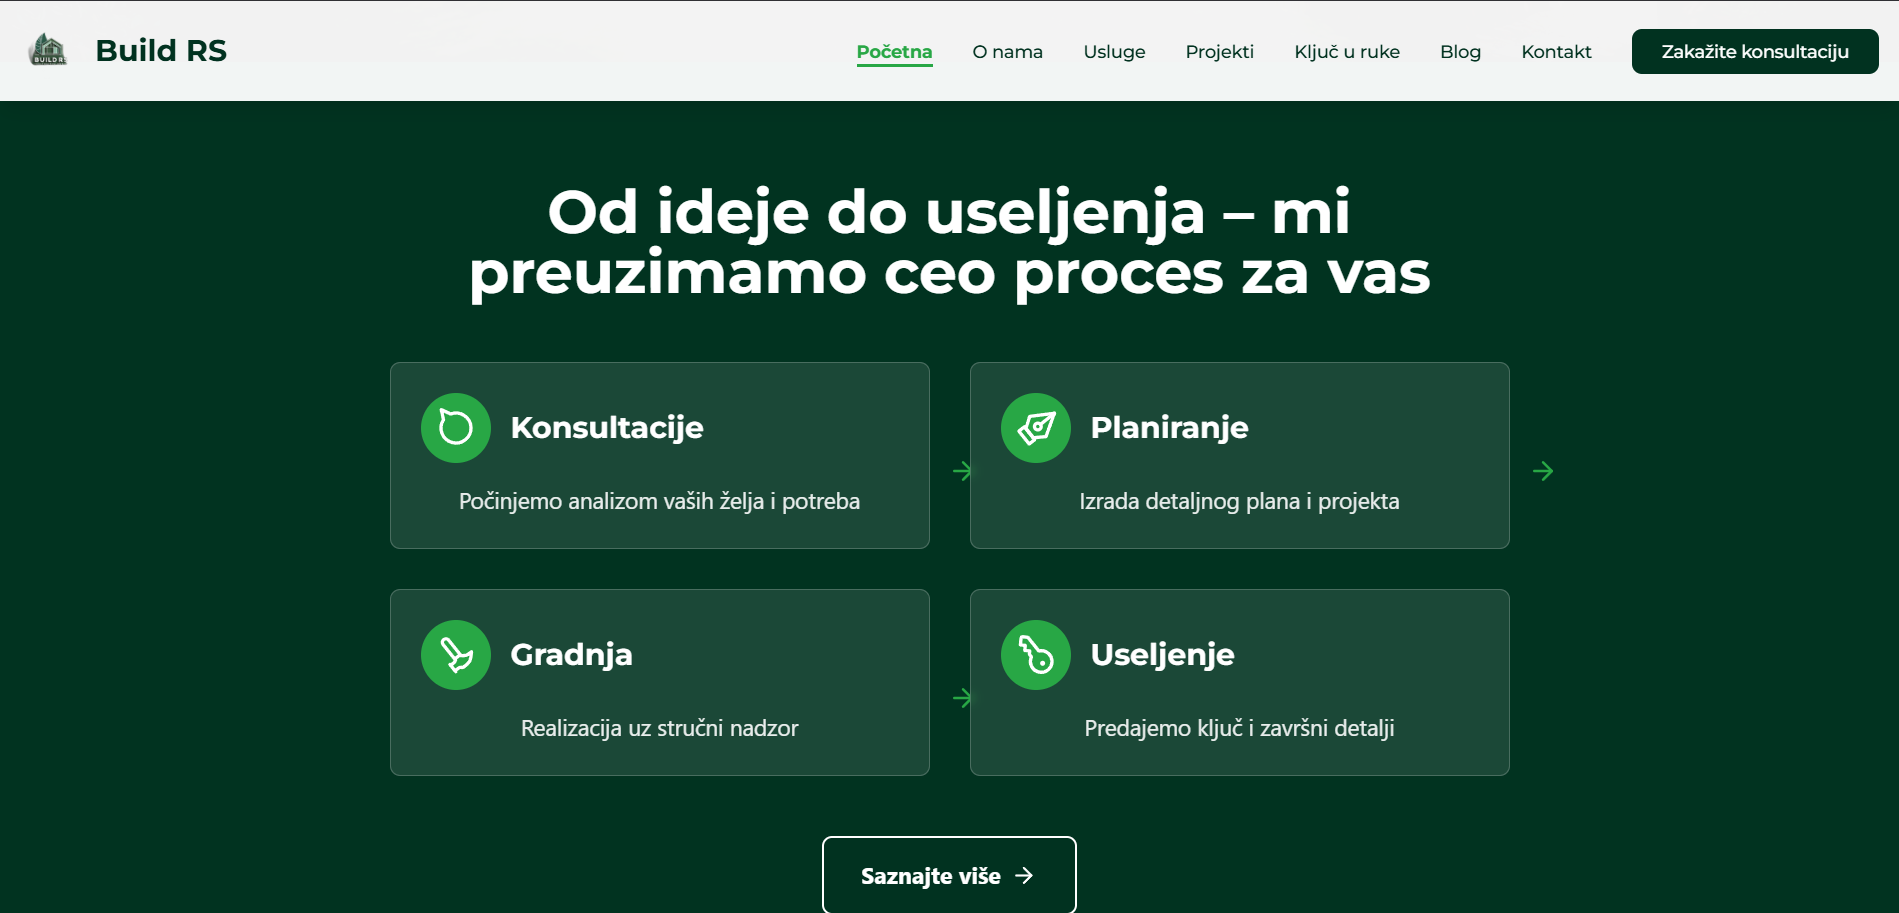 BUILD RS
Build RS
Početna
O nama
Usluge
Projekti
Ključ u ruke
Blog
Kontakt
Zakažite konsultaciju
Od ideje do useljenja – mi
preuzimamo ceo proces za vas
Konsultacije
Počinjemo analizom vaših želja i potreba
Planiranje
Izrada detaljnog plana i projekta
Gradnja
Realizacija uz stručni nadzor
Useljenje
Predajemo ključ i završni detalji
Saznajte više